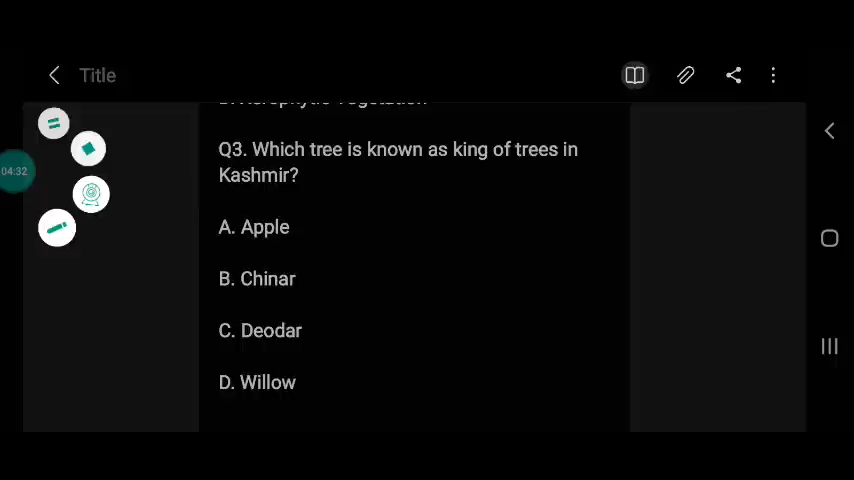 Title
Q3. Which tree is known as king of trees in
Kashmir?
04:32
A. Apple
B. Chinar
C. Deodar
D. Willow